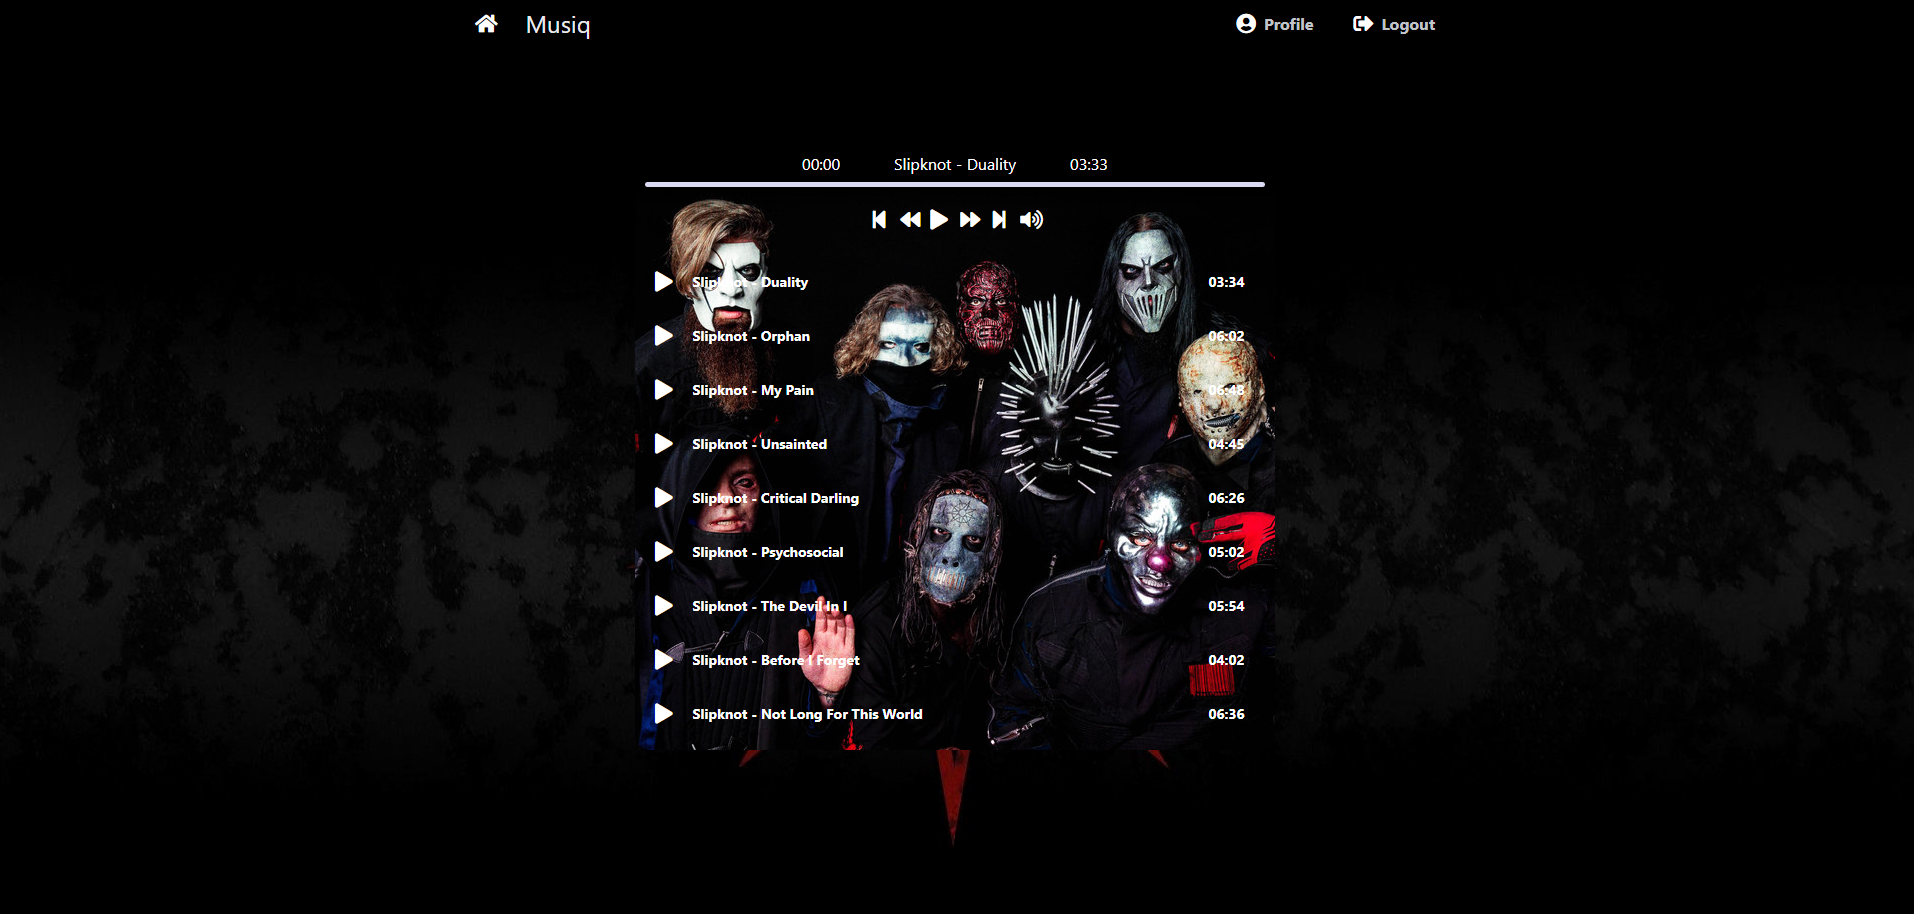 Musiq Profile Logout
00:00 Slipknot - Duality 03:33
Slipknot - Duality 03:34
Slipknot - Orphan 06:02
Slipknot - My Pain 06:48
Slipknot - Unsainted 04:45
Slipknot - Critical Darling 06:26
Slipknot - Psychosocial 05:02
Slipknot - The Devil In I 05:54
Slipknot - Before I Forget 04:02
Slipknot - Not Long For This World 06:36